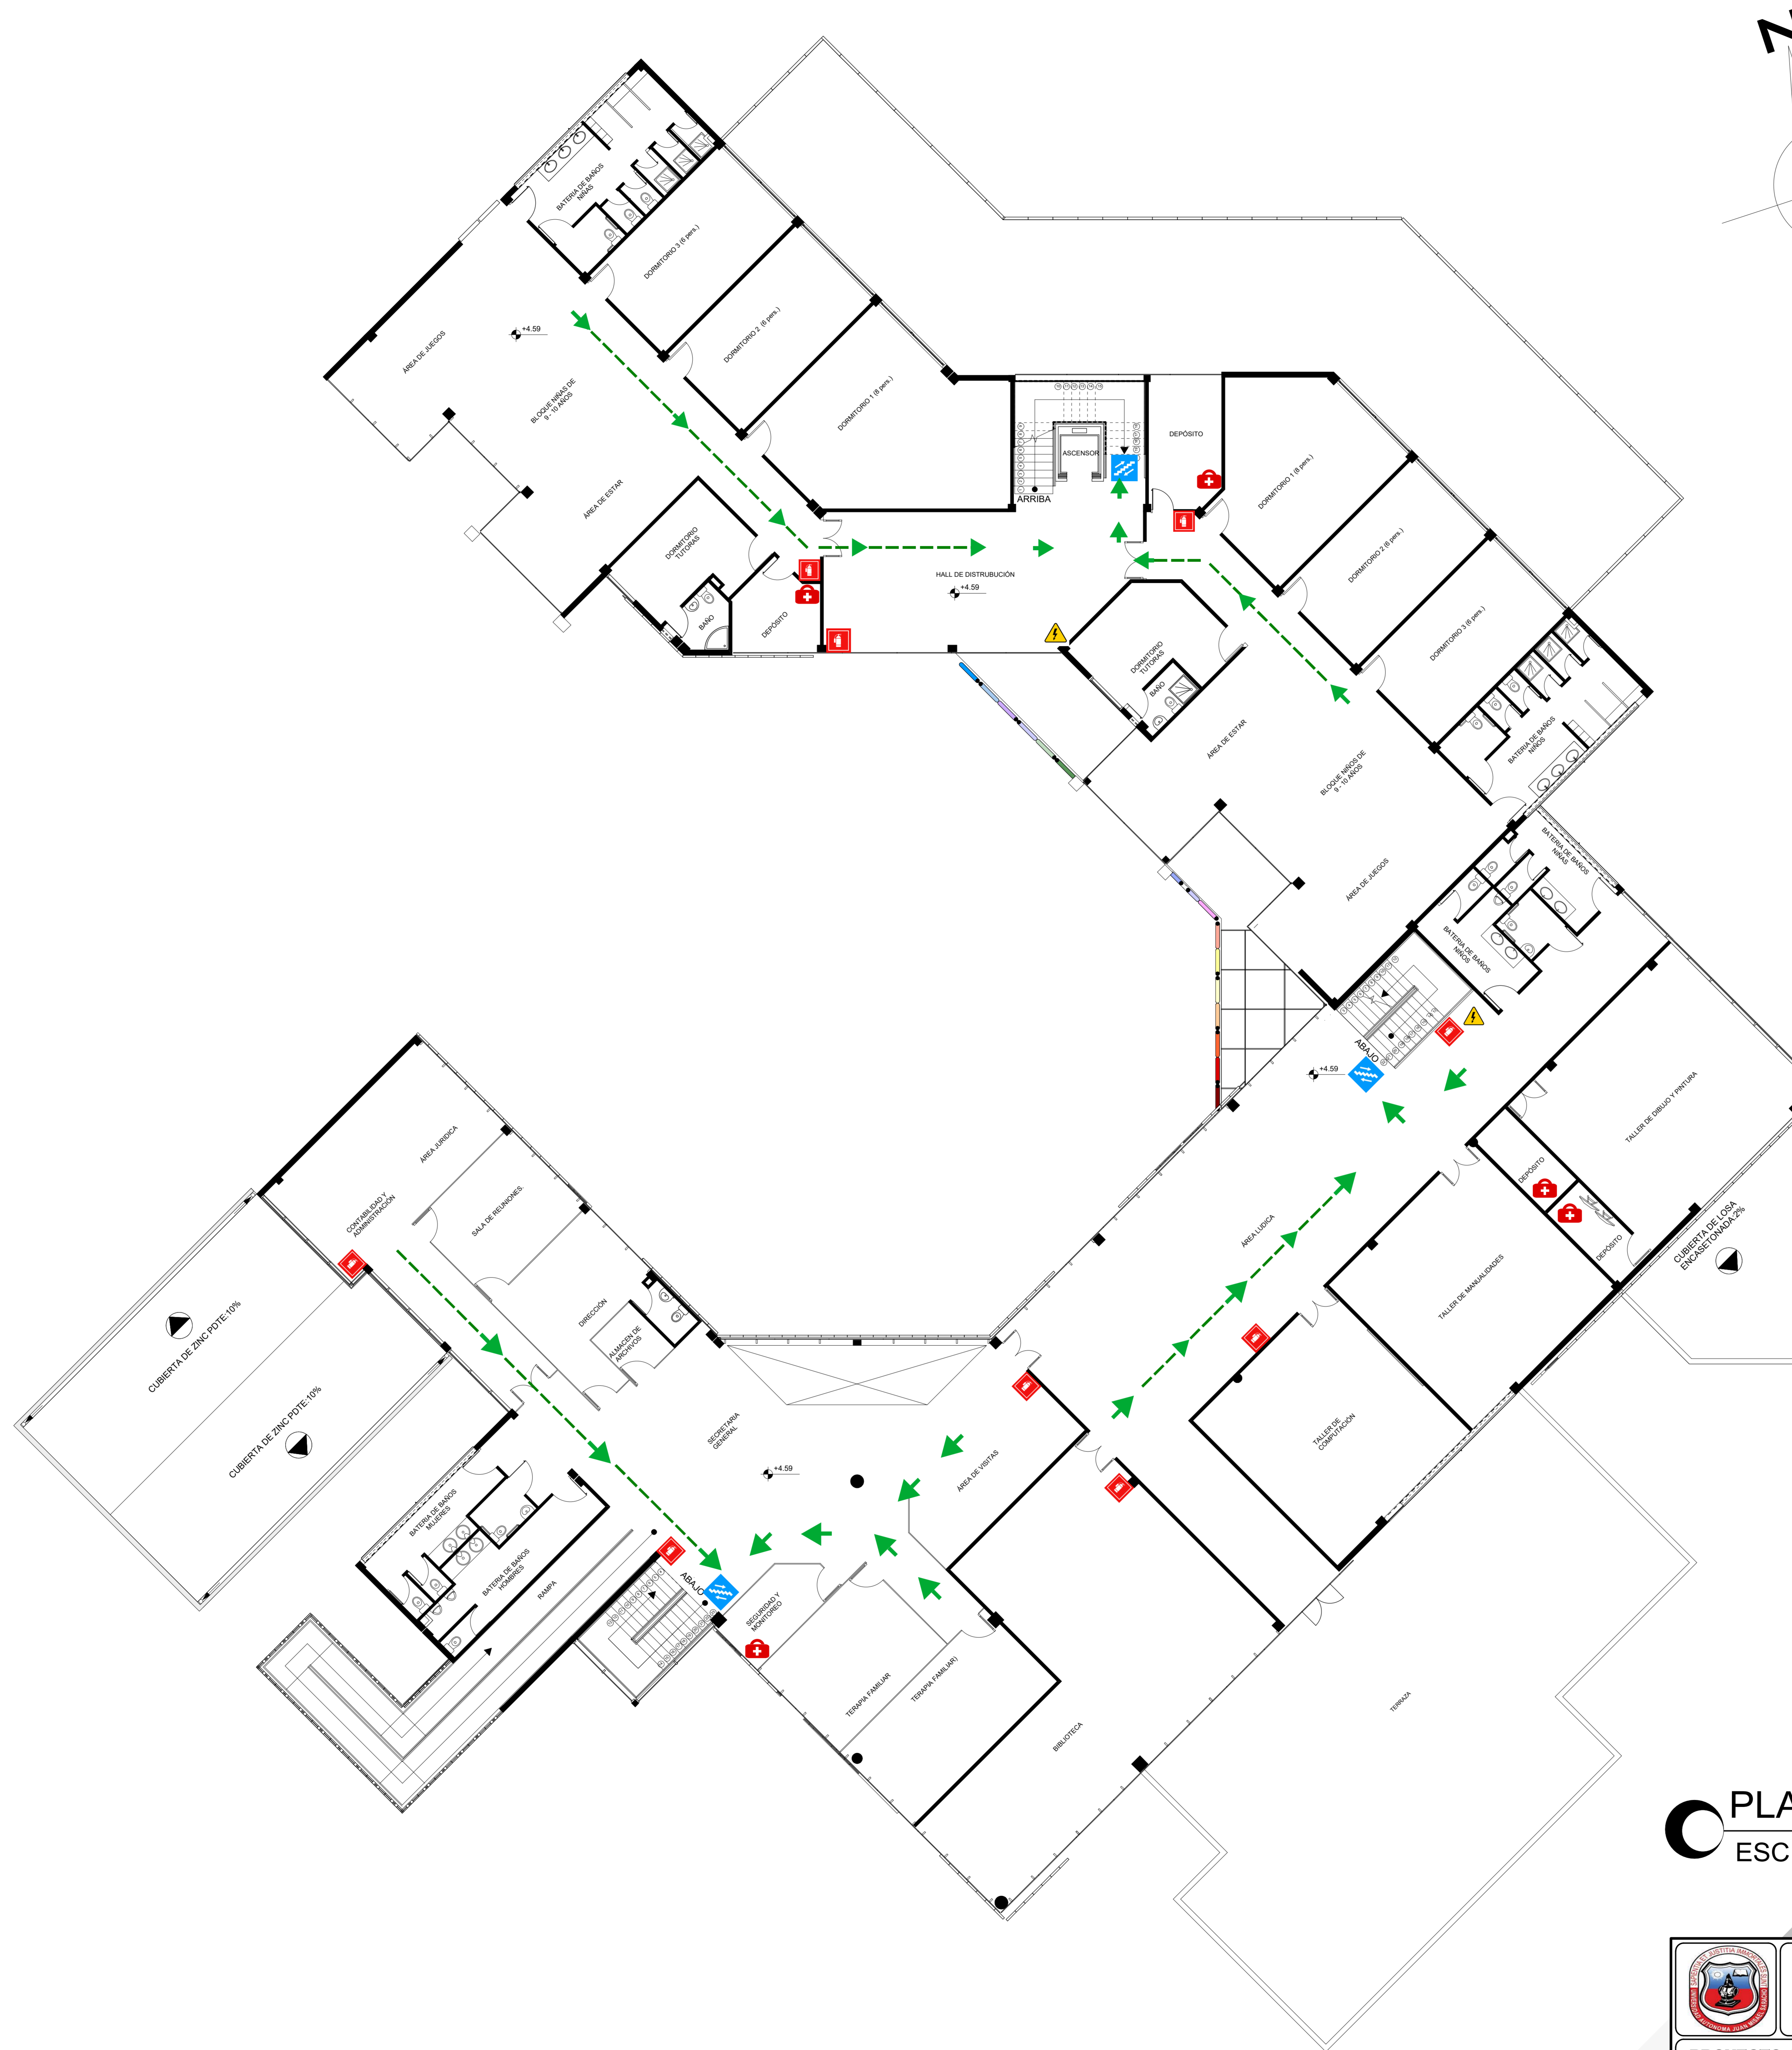 N
BATERIA DE BAÑOS
NIÑAS
DORMITORIO 3 (6 pers.)
+4.59
ÁREA DE JUEGOS
DORMITORIO 2 (6 pers.)
BLOQUE NIÑAS DE
9 - 10 AÑOS
DORMITORIO 1 (8 pers.)
ÁREA DE ESTAR
DORMITORIO
TUTORAS
BAÑO
DEPÓSITO
ASCENSOR
ARRIBA
DEPÓSITO
HALL DE DISTRUBUCIÓN
+4.59
DORMITORIO 1 (8 pers.)
DORMITORIO 2 (6 pers.)
DORMITORIO 3 (6 pers.)
DORMITORIO
TUTORAS
BAÑO
ÁREA DE ESTAR
BLOQUE NIÑOS DE
9 - 10 AÑOS
BATERIA DE BAÑOS
NIÑOS
ÁREA DE JUEGOS
BATERIA DE BAÑOS
NIÑAS
BATERIA DE BAÑOS
NIÑOS
ABAJO
+4.59
TALLER DE DIBUJO Y PINTURA
DEPÓSITO
DEPÓSITO
CUBIERTA DE LOSA
ENCASETONADA:2%
ÁREA LUDICA
TALLER DE MANUALIDADES
TALLER DE
COMPUTACIÓN
ÁREA JURIDICA
CONTABILIDAD Y
ADMINISTRACIÓN
SALA DE REUNIONES.
DIRECCIÓN
ALMACEN DE
ARCHIVOS
CUBIERTA DE ZINC PDTE:10%
CUBIERTA DE ZINC PDTE:10%
SECRETARIA
GENERAL
+4.59
ÁREA DE VISITAS
BATERIA DE BAÑOS
MUJERES
BATERIA DE BAÑOS
HOMBRES
RAMPA
ABAJO
SEGURIDAD Y
MONITOREO
TERAPIA FAMILIAR
TERAPIA FAMILIAR)
BIBLIOTECA
TERRAZA
PLA
ESC